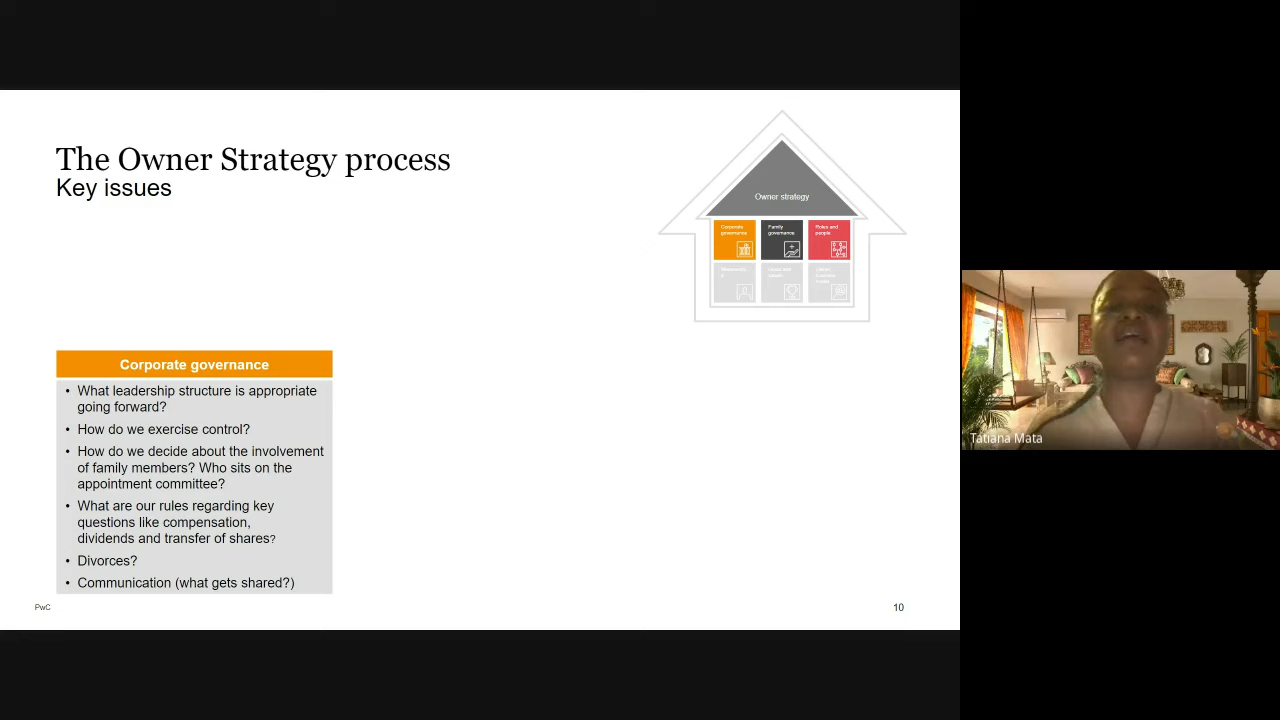 The Owner Strategy process
Key issues
Owner strategy
Corporate
governance
Family
governance
Roles and
people
Corporate governance
• What leadership structure is appropriate
going forward?
• How do we exercise control?
• How do we decide about the involvement
of family members? Who sits on the
appointment committee?
• What are our rules regarding key
questions like compensation,
dividends and transfer of shares?
• Divorces?
• Communication (what gets shared?)
PwC
10
Tatiana Mata